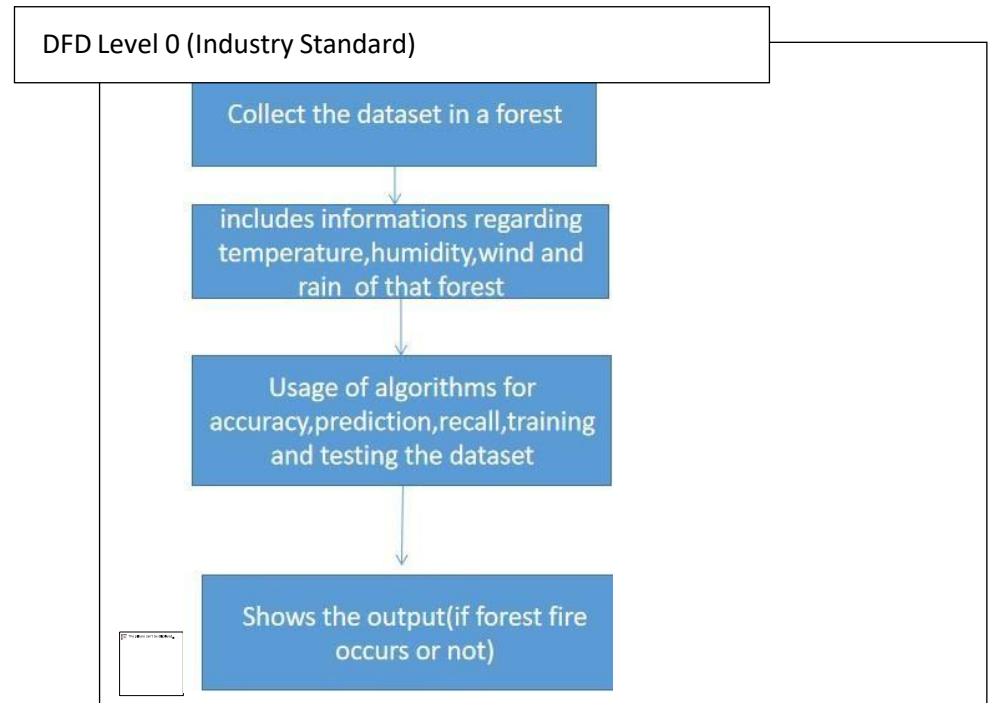 DFD Level 0 (Industry Standard)
Collect the dataset in a forest
includes informations regarding
temperature,humidity,wind and
rain of that forest
Usage of algorithms for
accuracy,prediction,recall,training
and testing the dataset
Shows the output(if forest fire
occurs or not)